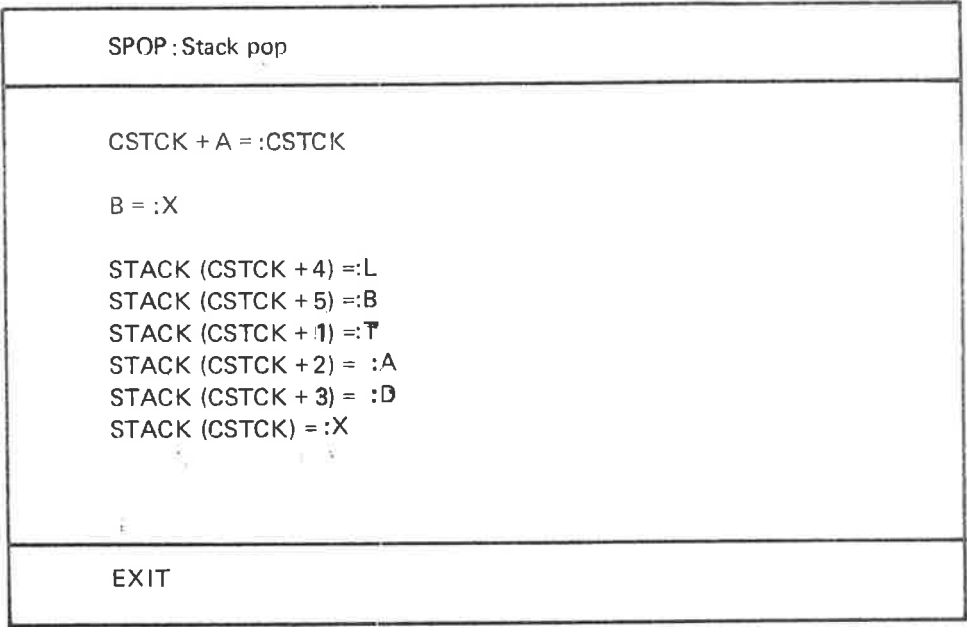 SPOP : Stack pop
CSTCK + A = :CSTCK
B = :X
STACK (CSTCK + 4) =:L
STACK (CSTCK + 5) =:B
STACK (CSTCK + 1) =:T
STACK (CSTCK + 2) = :A
STACK (CSTCK + 3) = :D
STACK (CSTCK) = :X
EXIT